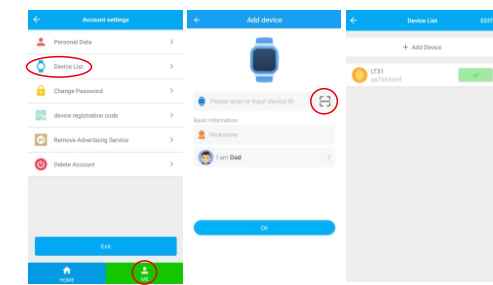 Account settings
Personal Data
Device List
Change Password
device registration code
Remove Advertising Service
Delete Account
Exit
HOME
ME
Add device
Please scan or input device ID
Basic information
Nickname
I am Dad
Ok
Device List
EDIT
+ Add Device
LT31